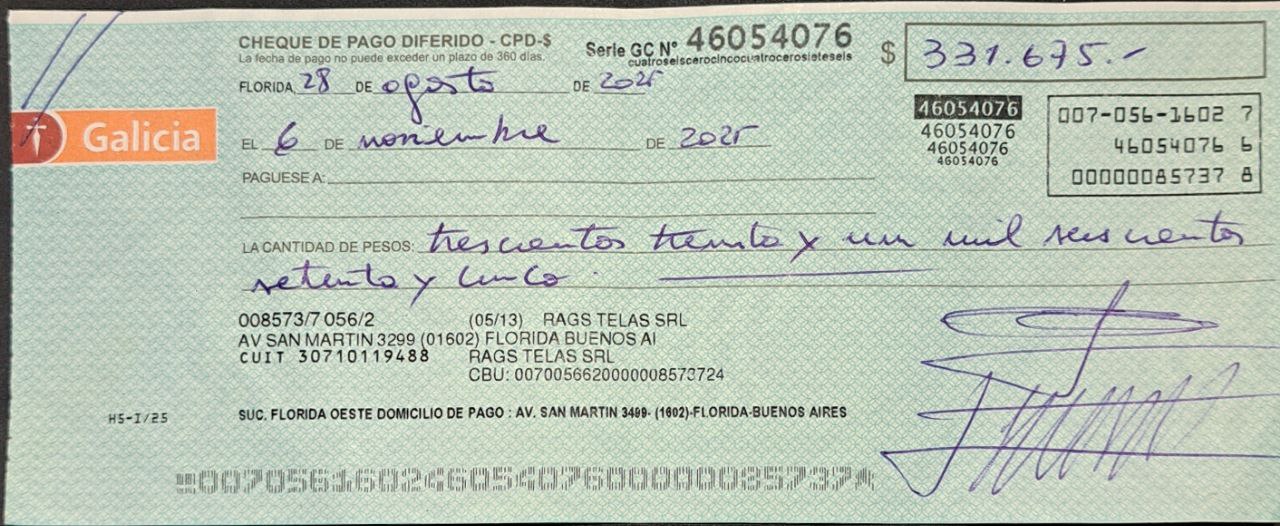 CHEQUE DE PAGO DIFERIDO - CPD-$
La fecha de pago no puede exceder un plazo de 360 días.
Serie GC Nº 46054076
cuatroseiscerocincocuatrocerosieteseis
$ 331.675.-
FLORIDA, 28 DE agosto DE 2025
Galicia
EL 6 DE noviembre DE 2025
46054076
46054076
46054076
46054076
007-056-1602 7
46054076 6
00000085737 8
PAGUESE A:
LA CANTIDAD DE PESOS: trescientos treinta y un mil seiscientos
setenta y cinco.
008573/7 056/2 (05/13) RAGS TELAS SRL
AV SAN MARTIN 3299 (01602) FLORIDA BUENOS AI
CUIT 30710119488 RAGS TELAS SRL
CBU: 0070056620000008573724
HS-I/25
SUC. FLORIDA OESTE DOMICILIO DE PAGO : AV. SAN MARTIN 3499- (1602)-FLORIDA-BUENOS AIRES
00705616024605407600000085737